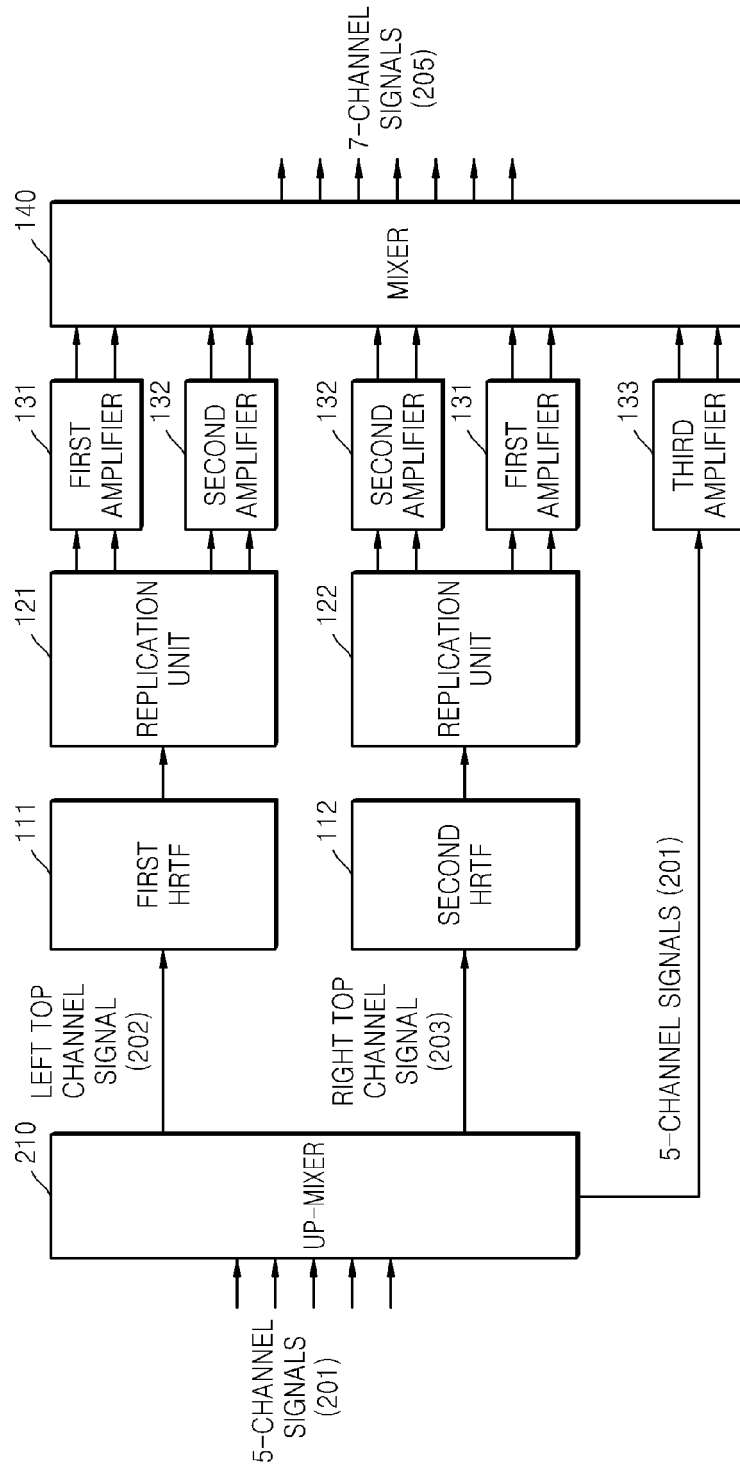 5-CHANNEL
SIGNALS
(201)
210
UP-MIXER
LEFT TOP
CHANNEL
SIGNAL
(202)
RIGHT TOP
CHANNEL
SIGNAL
(203)
5-CHANNEL SIGNALS (201)
111
FIRST
HRTF
112
SECOND
HRTF
121
REPLICATION
UNIT
122
REPLICATION
UNIT
131
FIRST
AMPLIFIER
132
SECOND
AMPLIFIER
132
SECOND
AMPLIFIER
131
FIRST
AMPLIFIER
133
THIRD
AMPLIFIER
140
MIXER
7-CHANNEL
SIGNALS
(205)